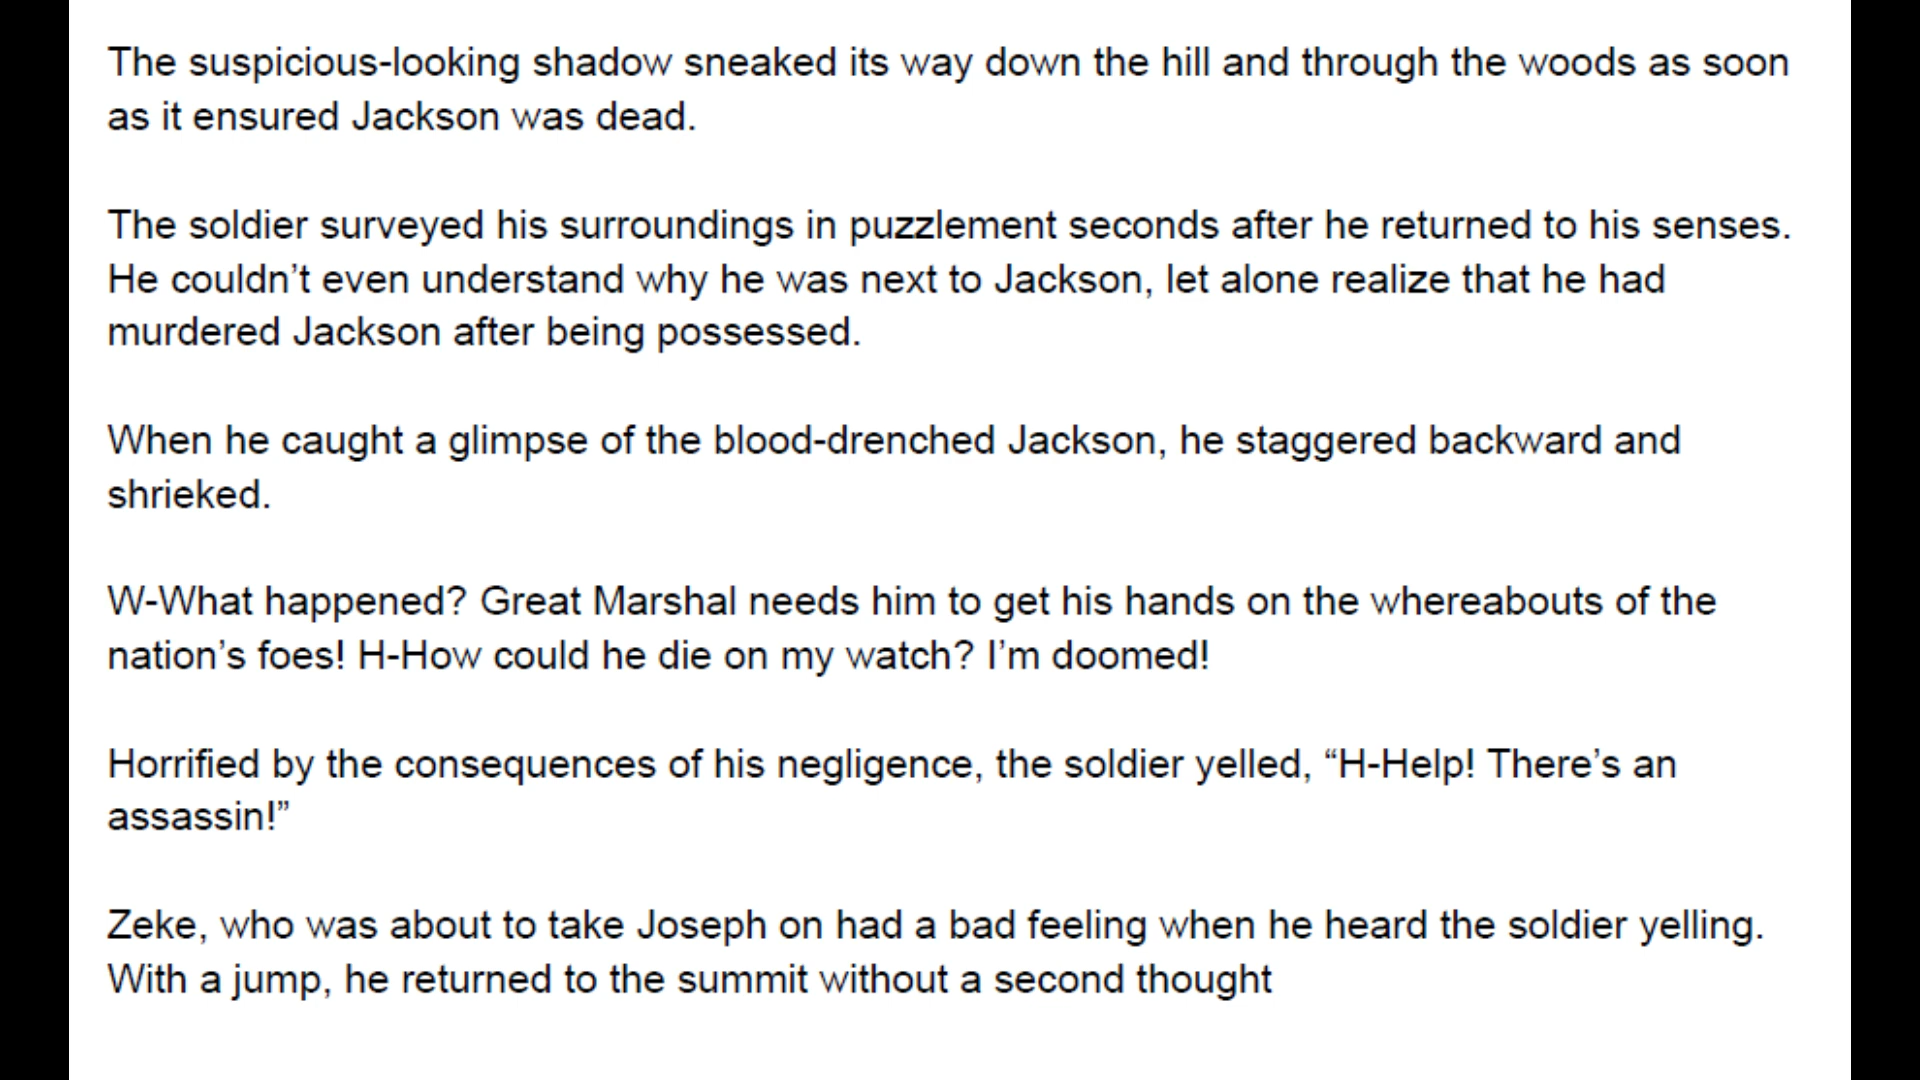 The suspicious-looking shadow sneaked its way down the hill and through the woods as soon
as it ensured Jackson was dead.
The soldier surveyed his surroundings in puzzlement seconds after he returned to his senses.
He couldn’t even understand why he was next to Jackson, let alone realize that he had
murdered Jackson after being possessed.
When he caught a glimpse of the blood-drenched Jackson, he staggered backward and
shrieked.
W-What happened? Great Marshal needs him to get his hands on the whereabouts of the
nation’s foes! H-How could he die on my watch? I’m doomed!
Horrified by the consequences of his negligence, the soldier yelled, “H-Help! There’s an
assassin!”
Zeke, who was about to take Joseph on had a bad feeling when he heard the soldier yelling.
With a jump, he returned to the summit without a second thought